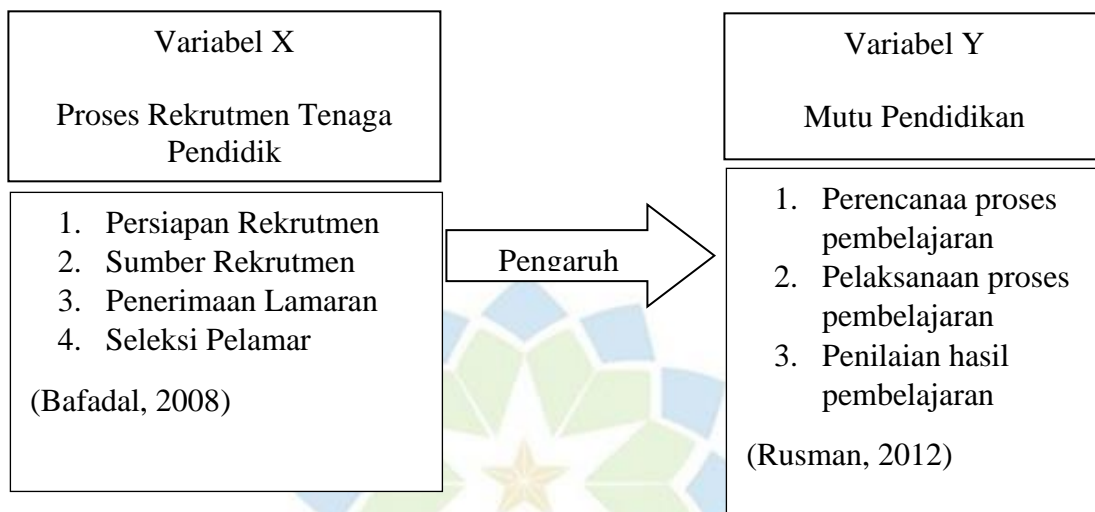 Variabel X
Proses Rekrutmen Tenaga
Pendidik
1. Persiapan Rekrutmen
2. Sumber Rekrutmen
3. Penerimaan Lamaran
4. Seleksi Pelamar
(Bafadal, 2008)
Pengaruh
Variabel Y
Mutu Pendidikan
1. Perencanaa proses
pembelajaran
2. Pelaksanaan proses
pembelajaran
3. Penilaian hasil
pembelajaran
(Rusman, 2012)